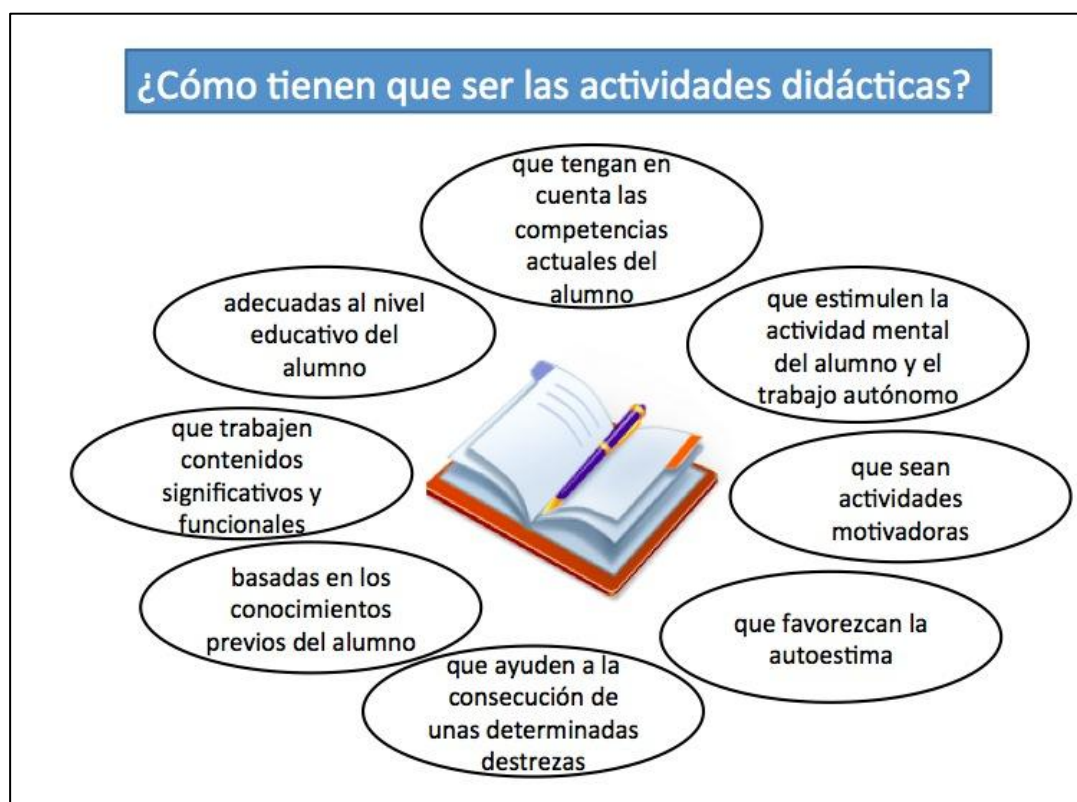 ¿Cómo tienen que ser las actividades didácticas?
que tengan en
cuenta las
competencias
actuales del
alumno
que estimulen la
actividad mental
del alumno y el
trabajo autónomo
que sean
actividades
motivadoras
que favorezcan la
autoestima
que ayuden a la
consecución de
unas determinadas
destrezas
basadas en los
conocimientos
previos del alumno
que trabajen
contenidos
significativos y
funcionales
adecuadas al nivel
educativo del
alumno